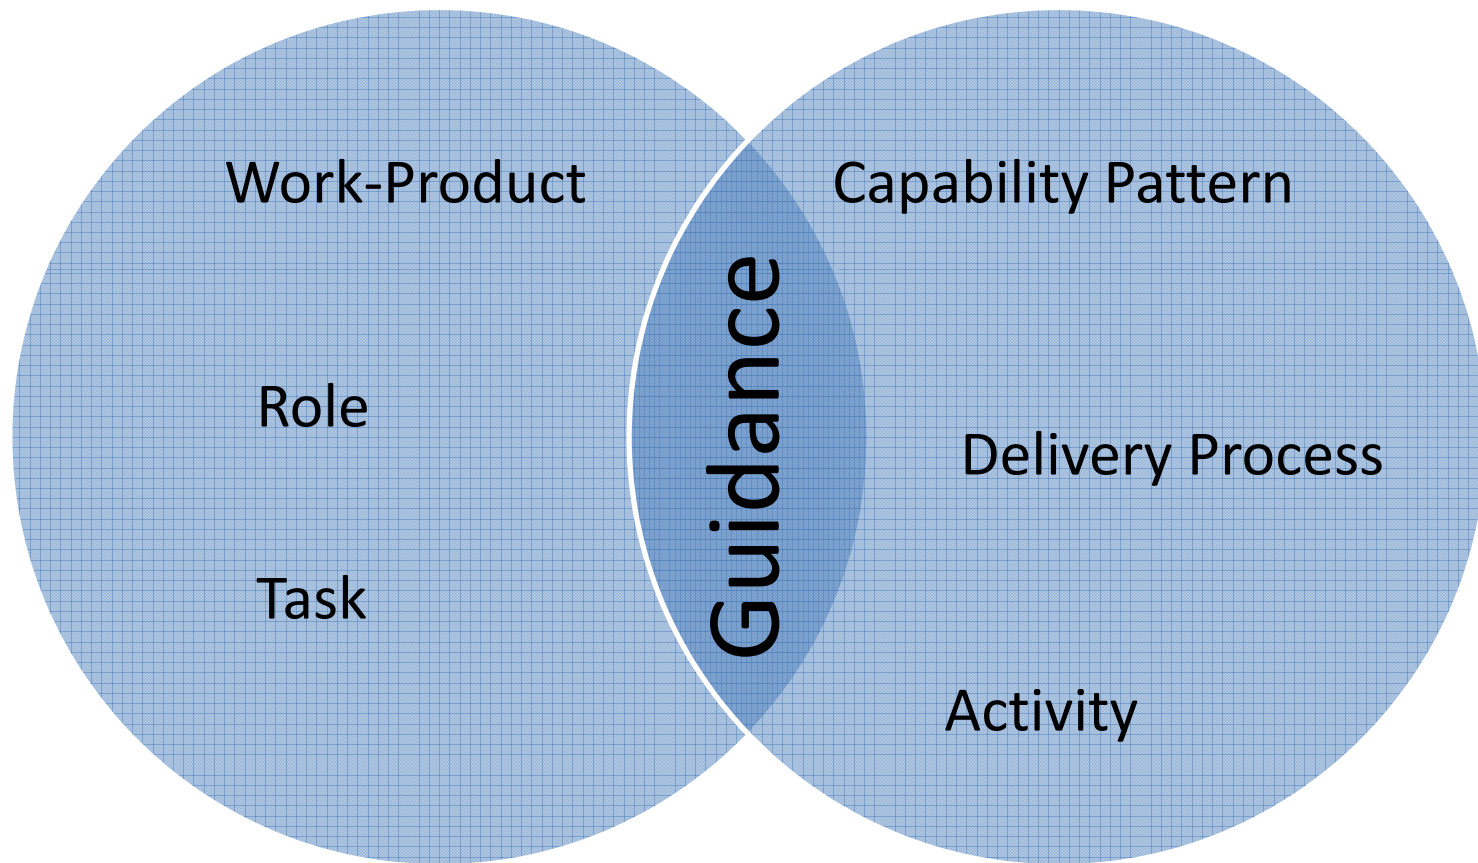 Work-Product
Role
Task
Guidance
Capability Pattern
Delivery Process
Activity